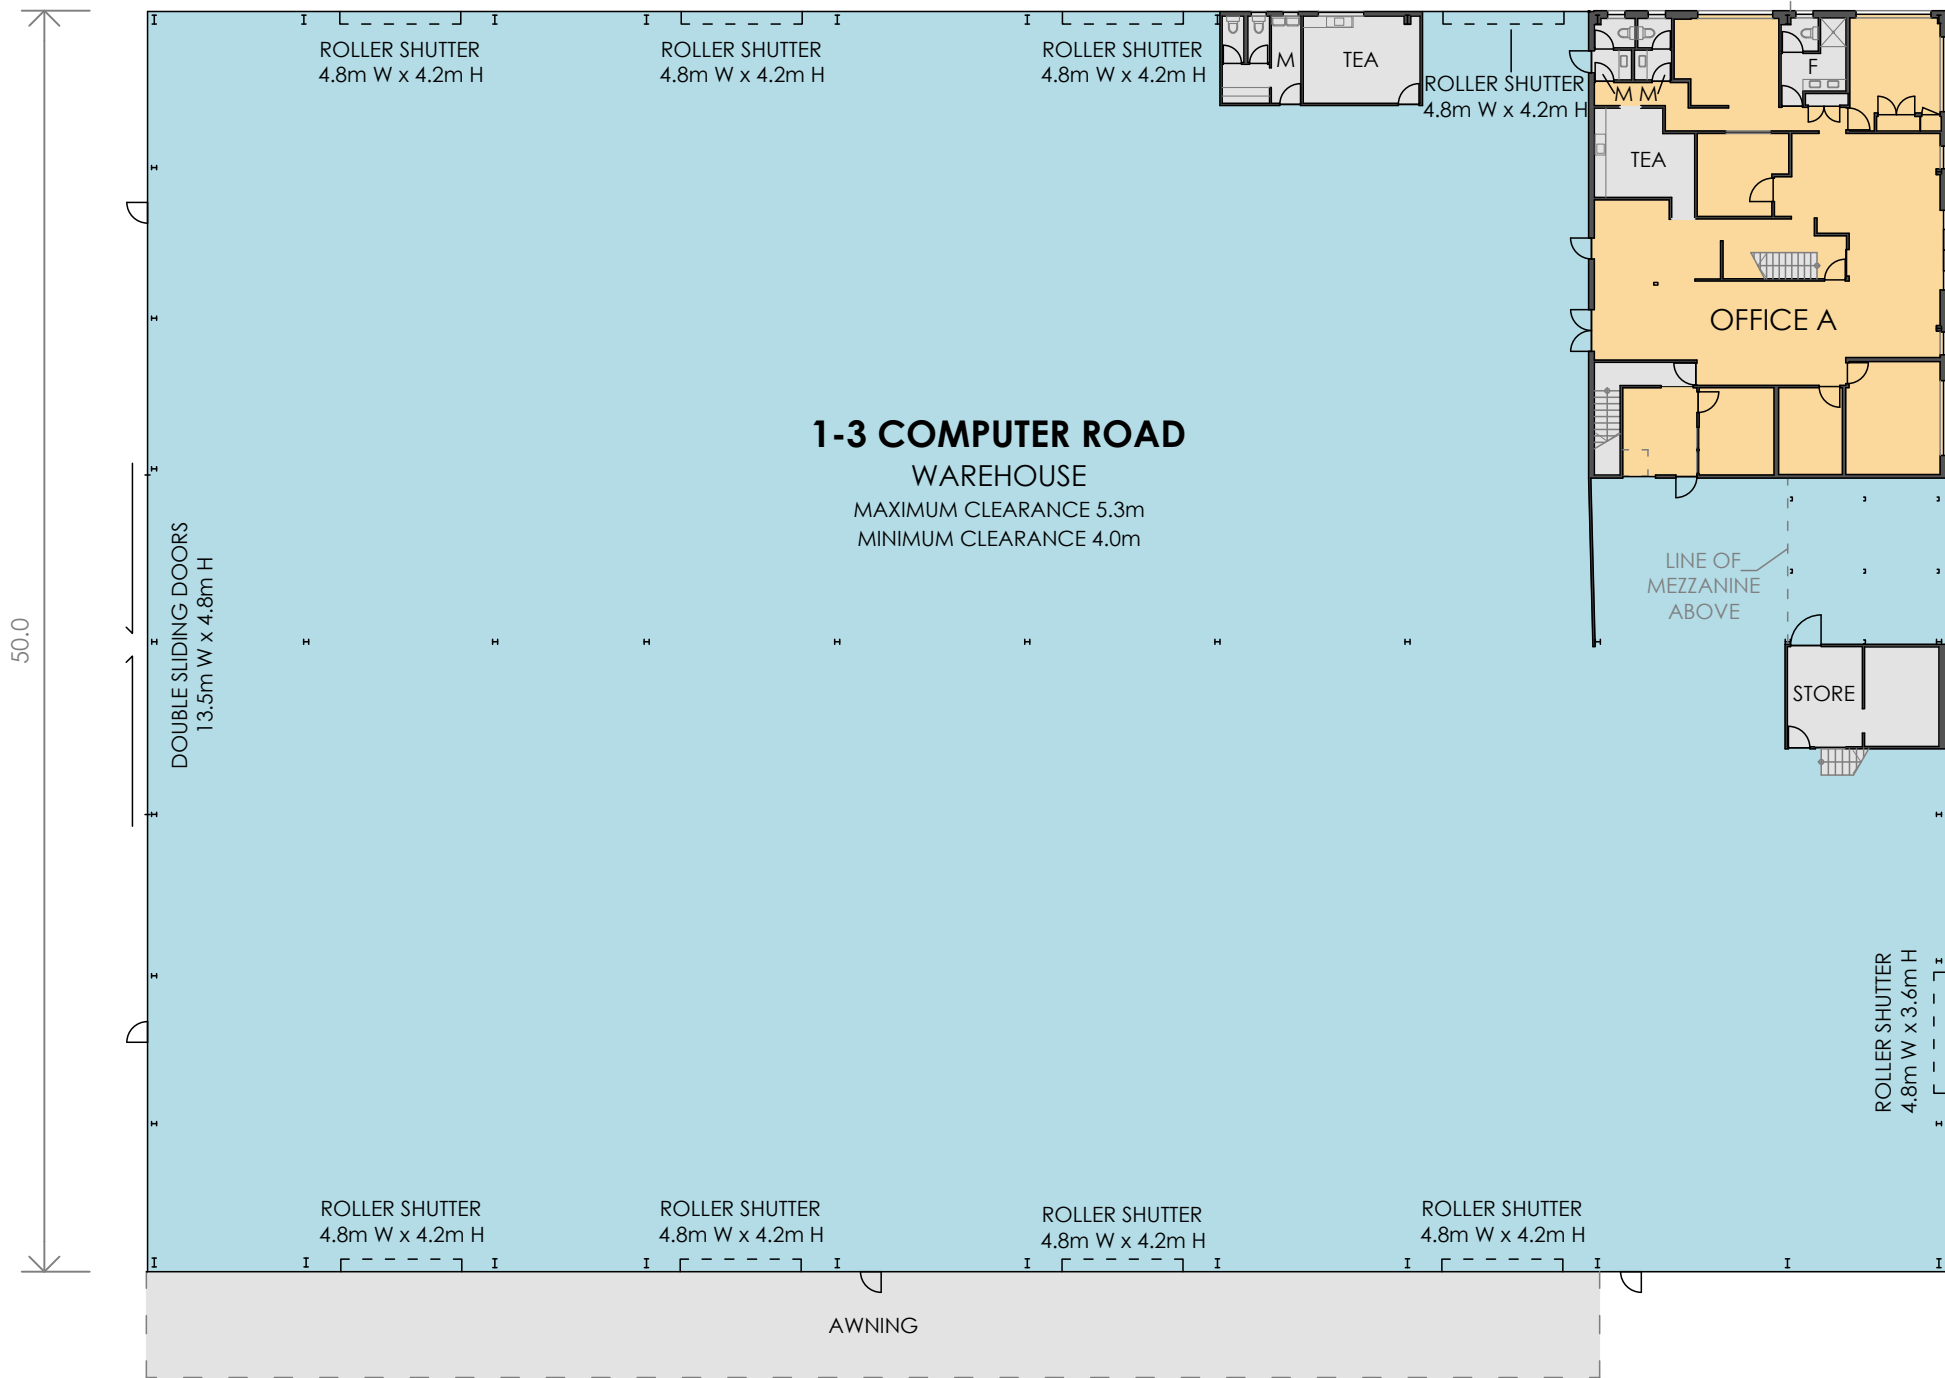 ROLLER SHUTTER
4.8m W x 4.2m H
ROLLER SHUTTER
4.8m W x 4.2m H
ROLLER SHUTTER
4.8m W x 4.2m H
M
TEA
ROLLER SHUTTER
4.8m W x 4.2m H
M M
F
TEA
OFFICE A
1-3 COMPUTER ROAD
WAREHOUSE
MAXIMUM CLEARANCE 5.3m
MINIMUM CLEARANCE 4.0m
LINE OF
MEZZANINE
ABOVE
50.0
DOUBLE SLIDING DOORS
13.5m W x 4.8m H
STORE
ROLLER SHUTTER
4.8m W x 3.6m H
ROLLER SHUTTER
4.8m W x 4.2m H
ROLLER SHUTTER
4.8m W x 4.2m H
ROLLER SHUTTER
4.8m W x 4.2m H
ROLLER SHUTTER
4.8m W x 4.2m H
AWNING